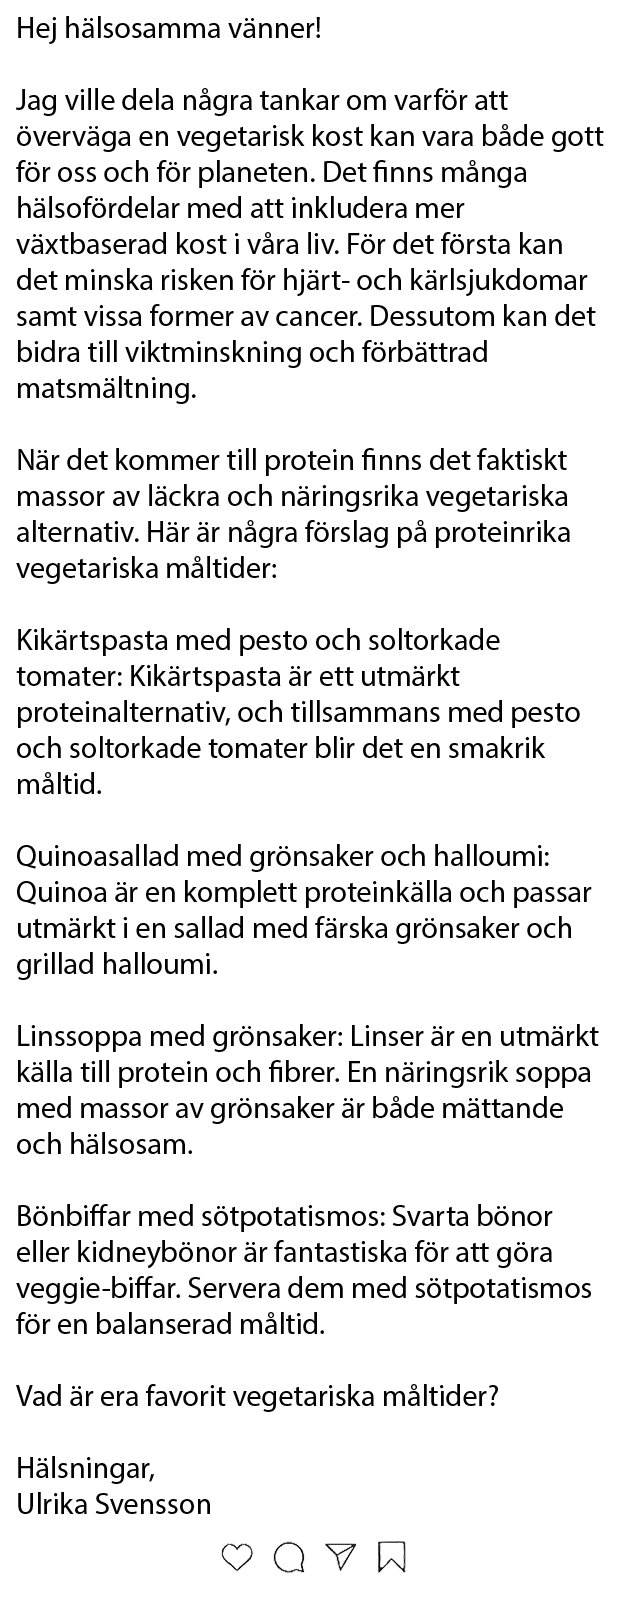 Hej hälsosamma vänner!
Jag ville dela några tankar om varför att
överväga en vegetarisk kost kan vara både gott
för oss och för planeten. Det finns många
hälsofördelar med att inkludera mer
växtbaserad kost i våra liv. För det första kan
det minska risken för hjärt- och kärlsjukdomar
samt vissa former av cancer. Dessutom kan det
bidra till viktminskning och förbättrad
matsmältning.
När det kommer till protein finns det faktiskt
massor av läckra och näringsrika vegetariska
alternativ. Här är några förslag på proteinrika
vegetariska måltider:
Kikärtspasta med pesto och soltorkade
tomater: Kikärtspasta är ett utmärkt
proteinalternativ, och tillsammans med pesto
och soltorkade tomater blir det en smakrik
måltid.
Quinoasallad med grönsaker och halloumi:
Quinoa är en komplett proteinkälla och passar
utmärkt i en sallad med färska grönsaker och
grillad halloumi.
Linssoppa med grönsaker: Linser är en utmärkt
källa till protein och fibrer. En näringsrik soppa
med massor av grönsaker är både mättande
och hälsosam.
Bönbiffar med sötpotatismos: Svarta bönor
eller kidneybönor är fantastiska för att göra
veggie-biffar. Servera dem med sötpotatismos
för en balanserad måltid.
Vad är era favorit vegetariska måltider?
Hälsningar,
Ulrika Svensson